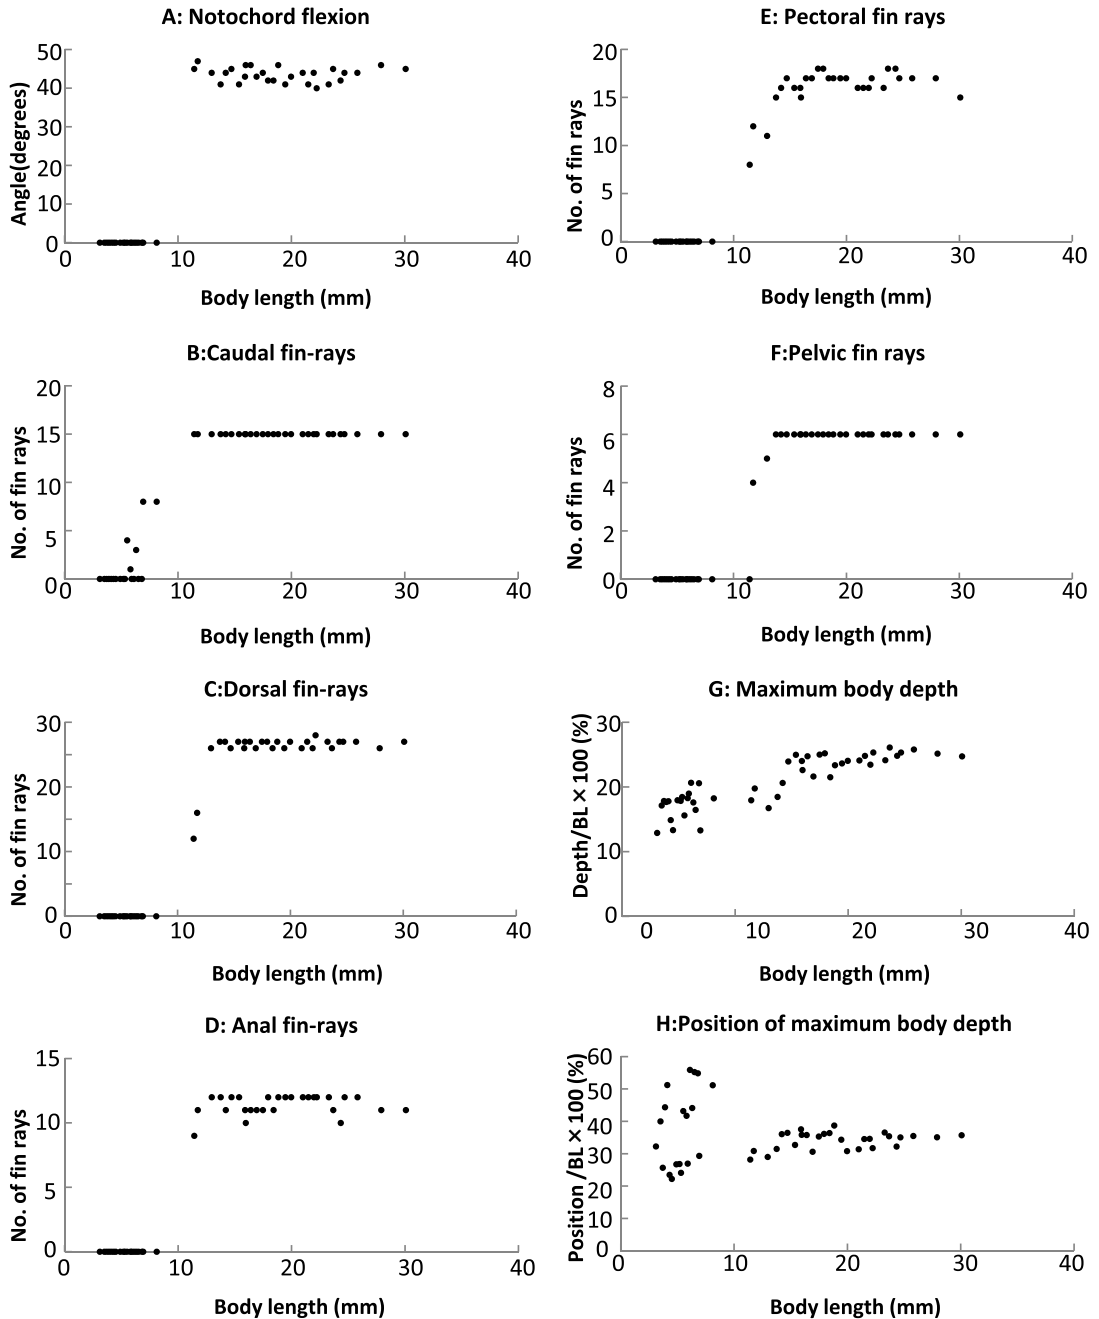 A: Notochord flexion
50
40
30
20
10
0
Angle(degrees)
0 10 20 30 40
Body length (mm)
B:Caudal fin-rays
20
15
10
5
0
No. of fin rays
0 10 20 30 40
Body length (mm)
C:Dorsal fin-rays
30
20
10
0
No. of fin rays
0 10 20 30 40
Body length (mm)
D: Anal fin-rays
15
10
5
0
No. of fin rays
0 10 20 30 40
Body length (mm)
E: Pectoral fin rays
20
15
10
5
0
No. of fin rays
0 10 20 30 40
Body length (mm)
F:Pelvic fin rays
8
6
4
2
0
No. of fin rays
0 10 20 30 40
Body length (mm)
G: Maximum body depth
30
20
10
0
Depth/BL×100 (%)
0 10 20 30 40
Body length (mm)
H:Position of maximum body depth
60
50
40
30
20
10
0
Position /BL×100 (%)
0 10 20 30 40
Body length (mm)